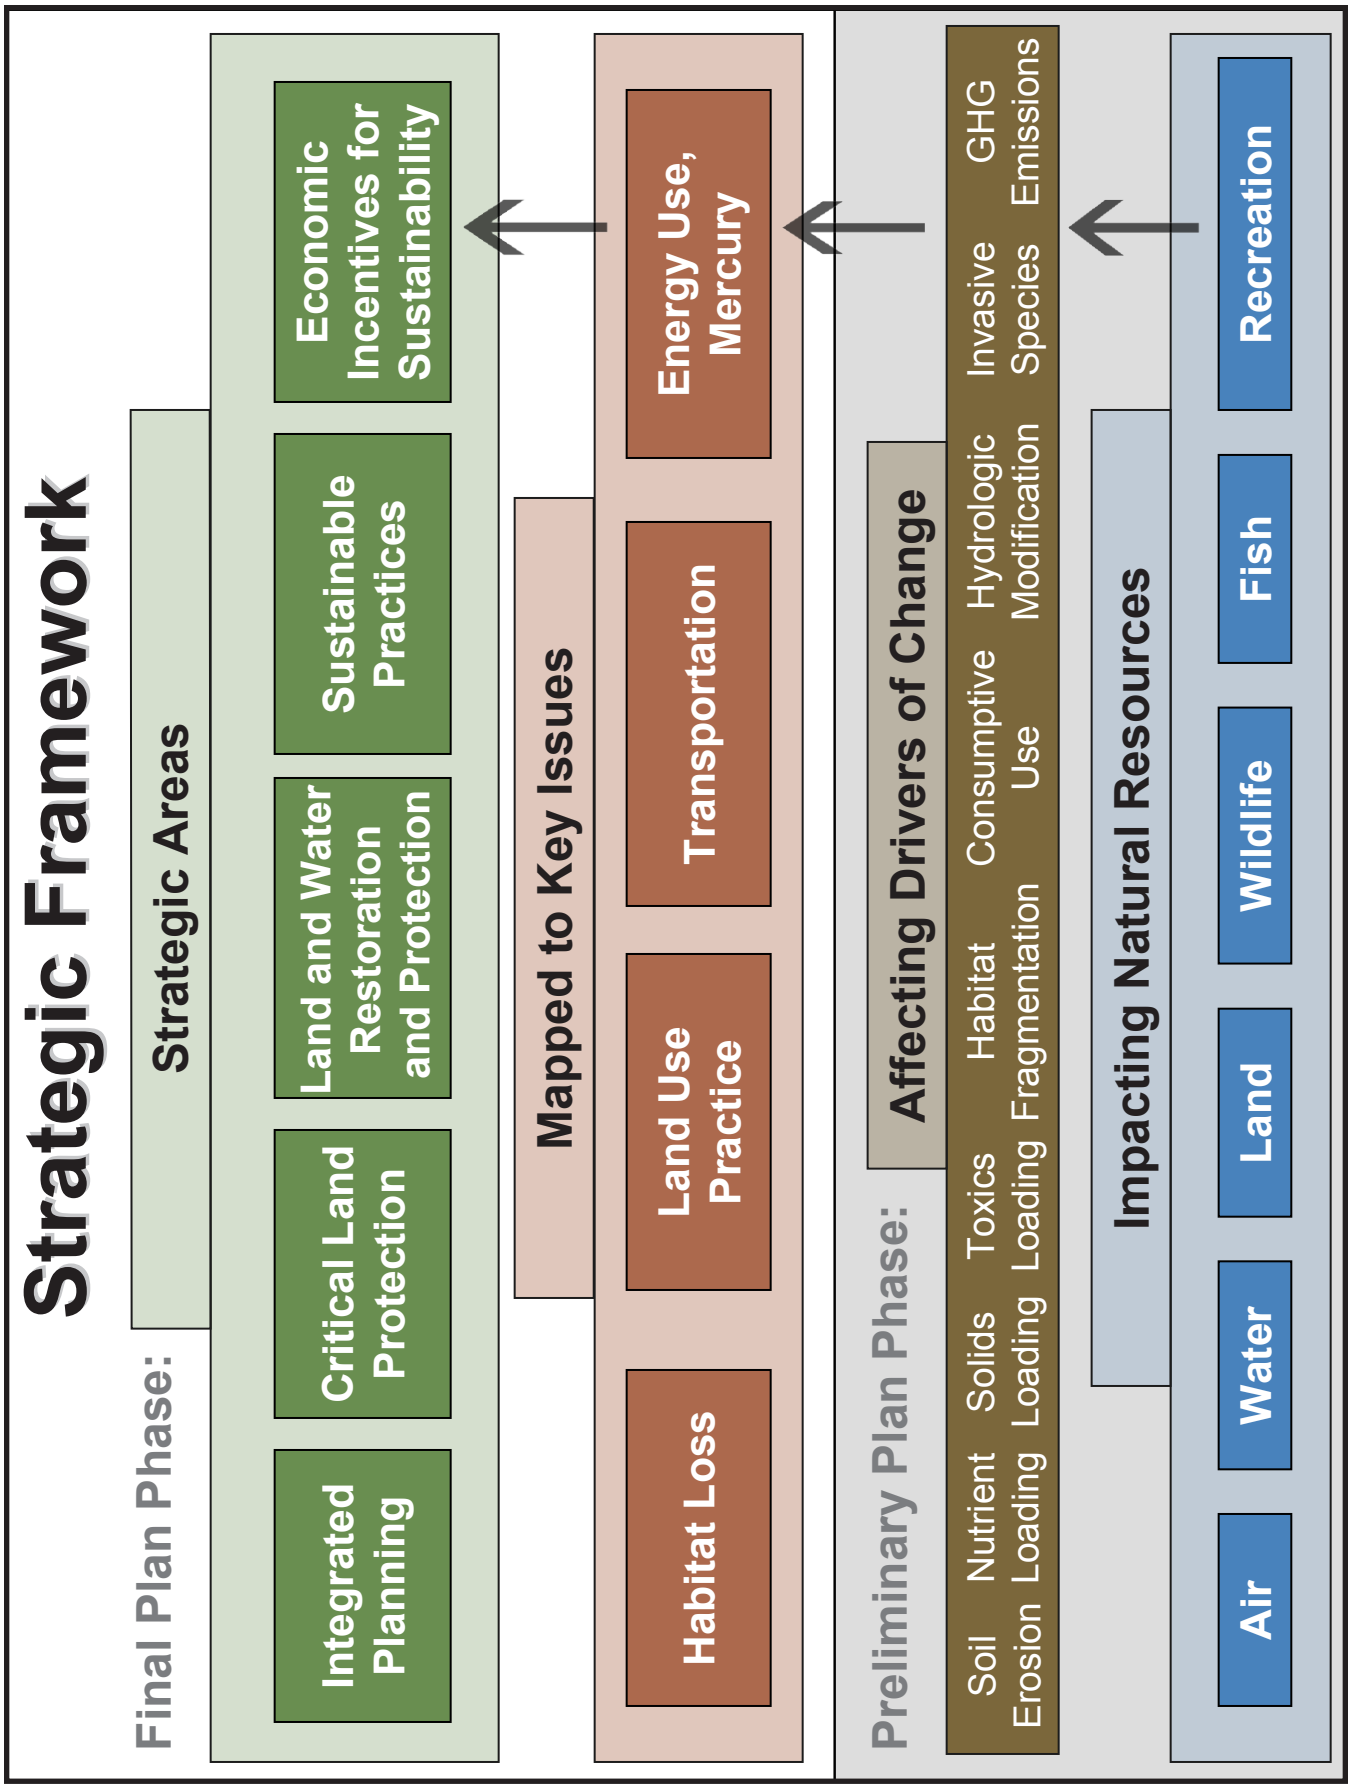 Strategic Framework
Final Plan Phase:
Strategic Areas
Integrated
Planning
Critical Land
Protection
Land and Water
Restoration
and Protection
Sustainable
Practices
Economic
Incentives for
Sustainability
Mapped to Key Issues
Habitat Loss
Land Use
Practice
Transportation
Energy Use,
Mercury
Preliminary Plan Phase:
Affecting Drivers of Change
Soil
Erosion
Nutrient
Loading
Solids
Loading
Toxics
Loading
Habitat
Fragmentation
Consumptive
Use
Hydrologic
Modification
Invasive
Species
GHG
Emissions
Impacting Natural Resources
Air
Water
Land
Wildlife
Fish
Recreation